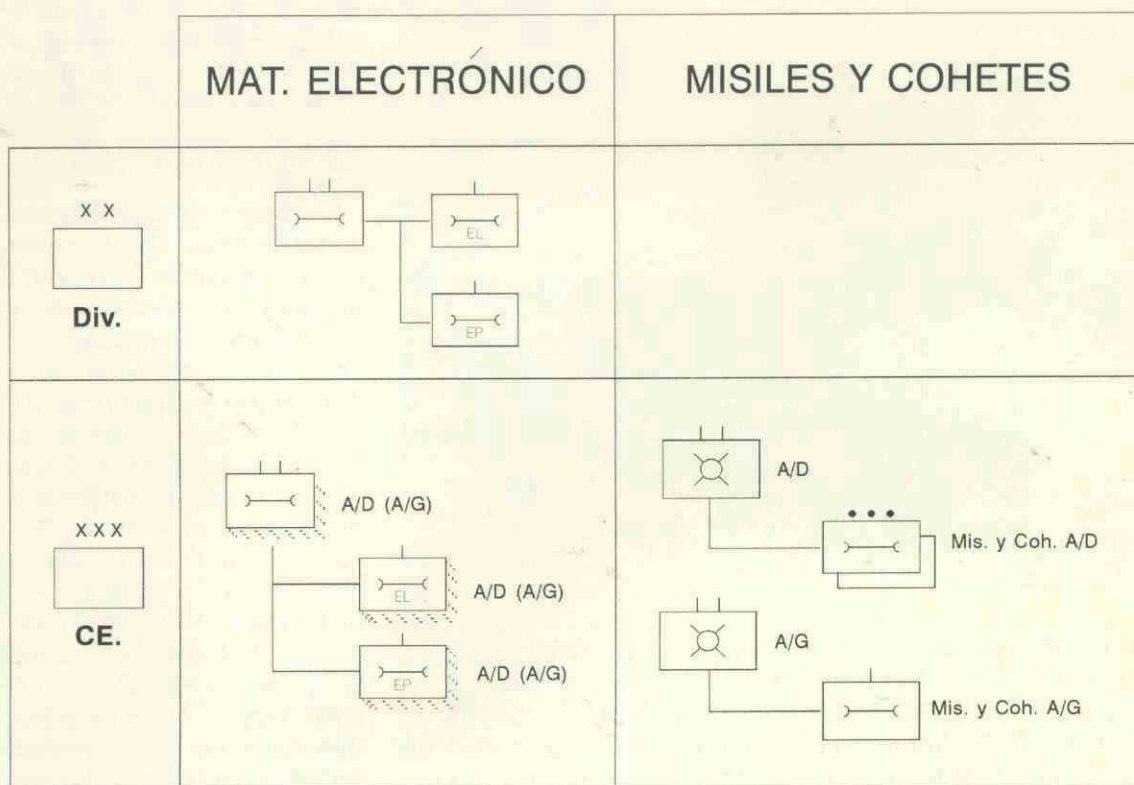 MAT. ELECTRÓNICO
MISILES Y COHETES
X X
Div.
EL
EP
X X X
CE.
A/D (A/G)
EL
A/D (A/G)
EP
A/D (A/G)
A/D
Mis. y Coh. A/D
A/G
Mis. y Coh. A/G